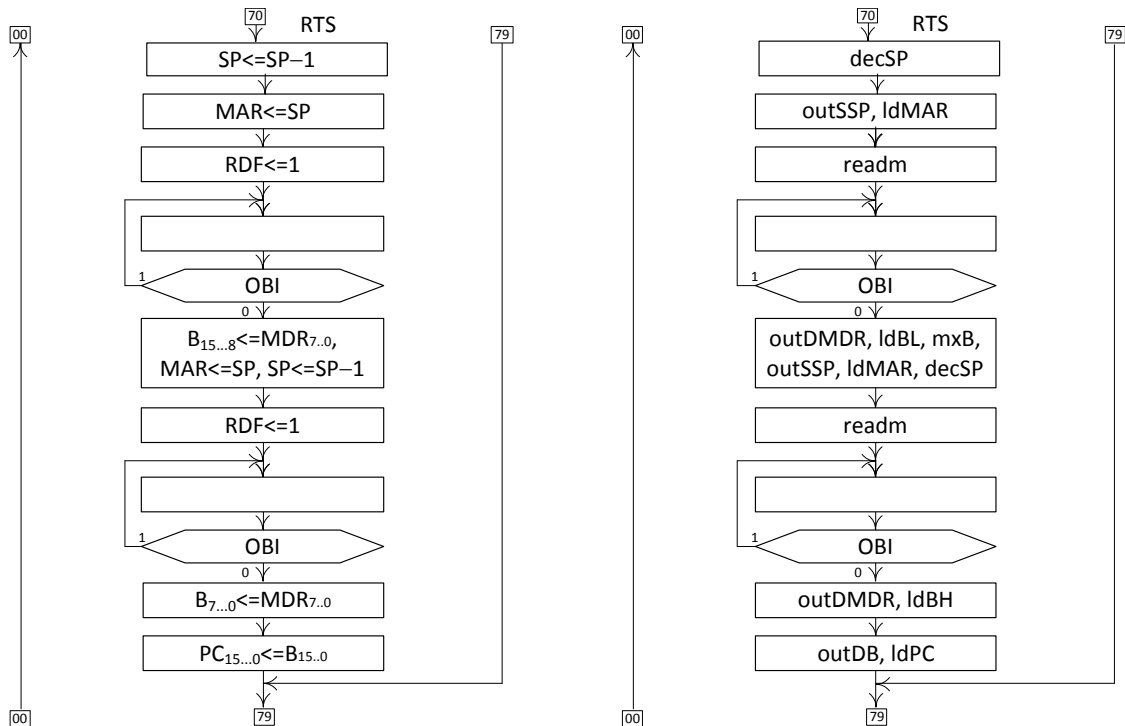 70
RTS
00
79
SP<=SP−1
MAR<=SP
RDF<=1
1
OBI
0
B15...8<=MDR7..0,
MAR<=SP, SP<=SP−1
RDF<=1
1
OBI
0
B7...0<=MDR7..0
PC15...0<=B15..0
00
79
70
RTS
00
79
decSP
outSSP, ldMAR
readm
1
OBI
0
outDMDR, ldBL, mxB,
outSSP, ldMAR, decSP
readm
1
OBI
0
outDMDR, ldBH
outDB, ldPC
00
79